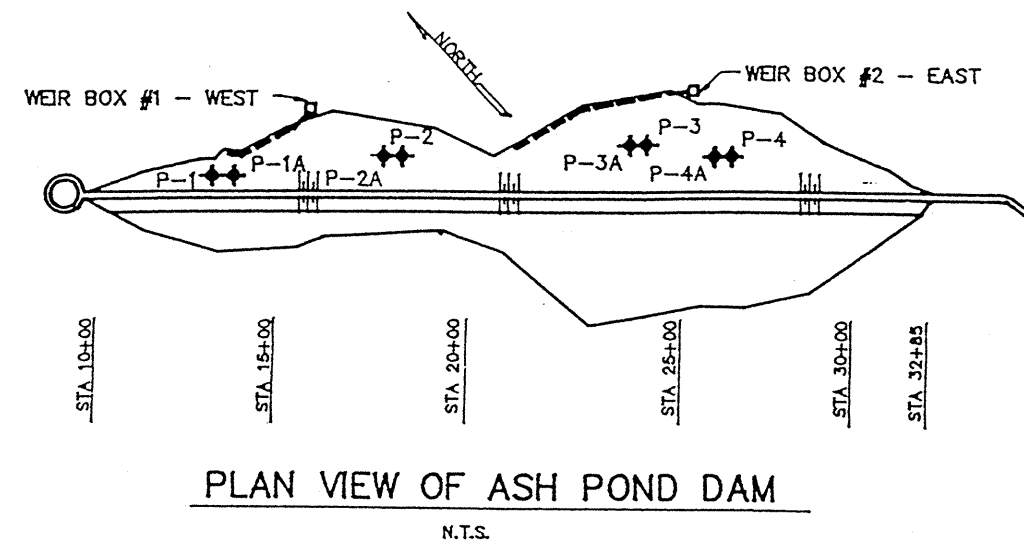 NORTH
WEIR BOX #2 - EAST
WEIR BOX #1 - WEST
P-2
P-3
P-4
P-1A
P-3A
P-1
P-2A
P-4A
STA 10+00
STA 15+00
STA 20+00
STA 25+00
STA 30+00
STA 32+85
PLAN VIEW OF ASH POND DAM
N.T.S.